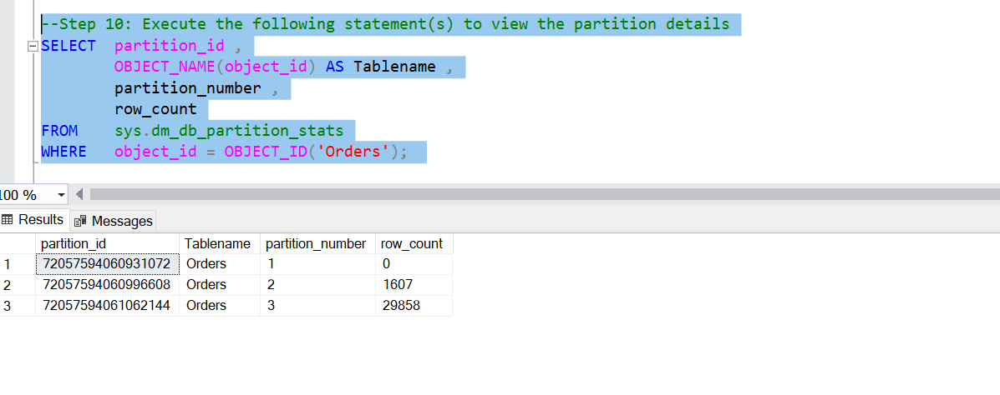 --Step 10: Execute the following statement(s) to view the partition details
SELECT partition_id ,
OBJECT_NAME(object_id) AS Tablename ,
partition_number ,
row_count
FROM sys.dm_db_partition_stats
WHERE object_id = OBJECT_ID('Orders');
100 %
Results Messages
partition_id Tablename partition_number row_count
1 72057594060931072 Orders 1 0
2 72057594060996608 Orders 2 1607
3 72057594061062144 Orders 3 29858